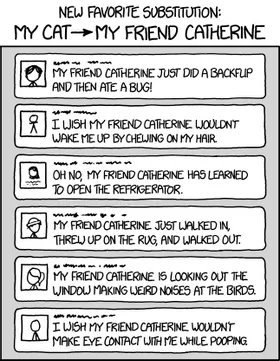 NEW FAVORITE SUBSTITUTION:
MY CAT→MY FRIEND CATHERINE
MY FRIEND CATHERINE JUST DID A BACKFLIP
AND THEN ATE A BUG!
I WISH MY FRIEND CATHERINE WOULDN'T
WAKE ME UP BY CHEWING ON MY HAIR.
OH NO, MY FRIEND CATHERINE HAS LEARNED
TO OPEN THE REFRIGERATOR.
MY FRIEND CATHERINE JUST WALKED IN,
THREW UP ON THE RUG, AND WALKED OUT.
MY FRIEND CATHERINE IS LOOKING OUT THE
WINDOW MAKING WEIRD NOISES AT THE BIRDS.
I WISH MY FRIEND CATHERINE WOULDN'T
MAKE EYE CONTACT WITH ME WHILE POOPING.